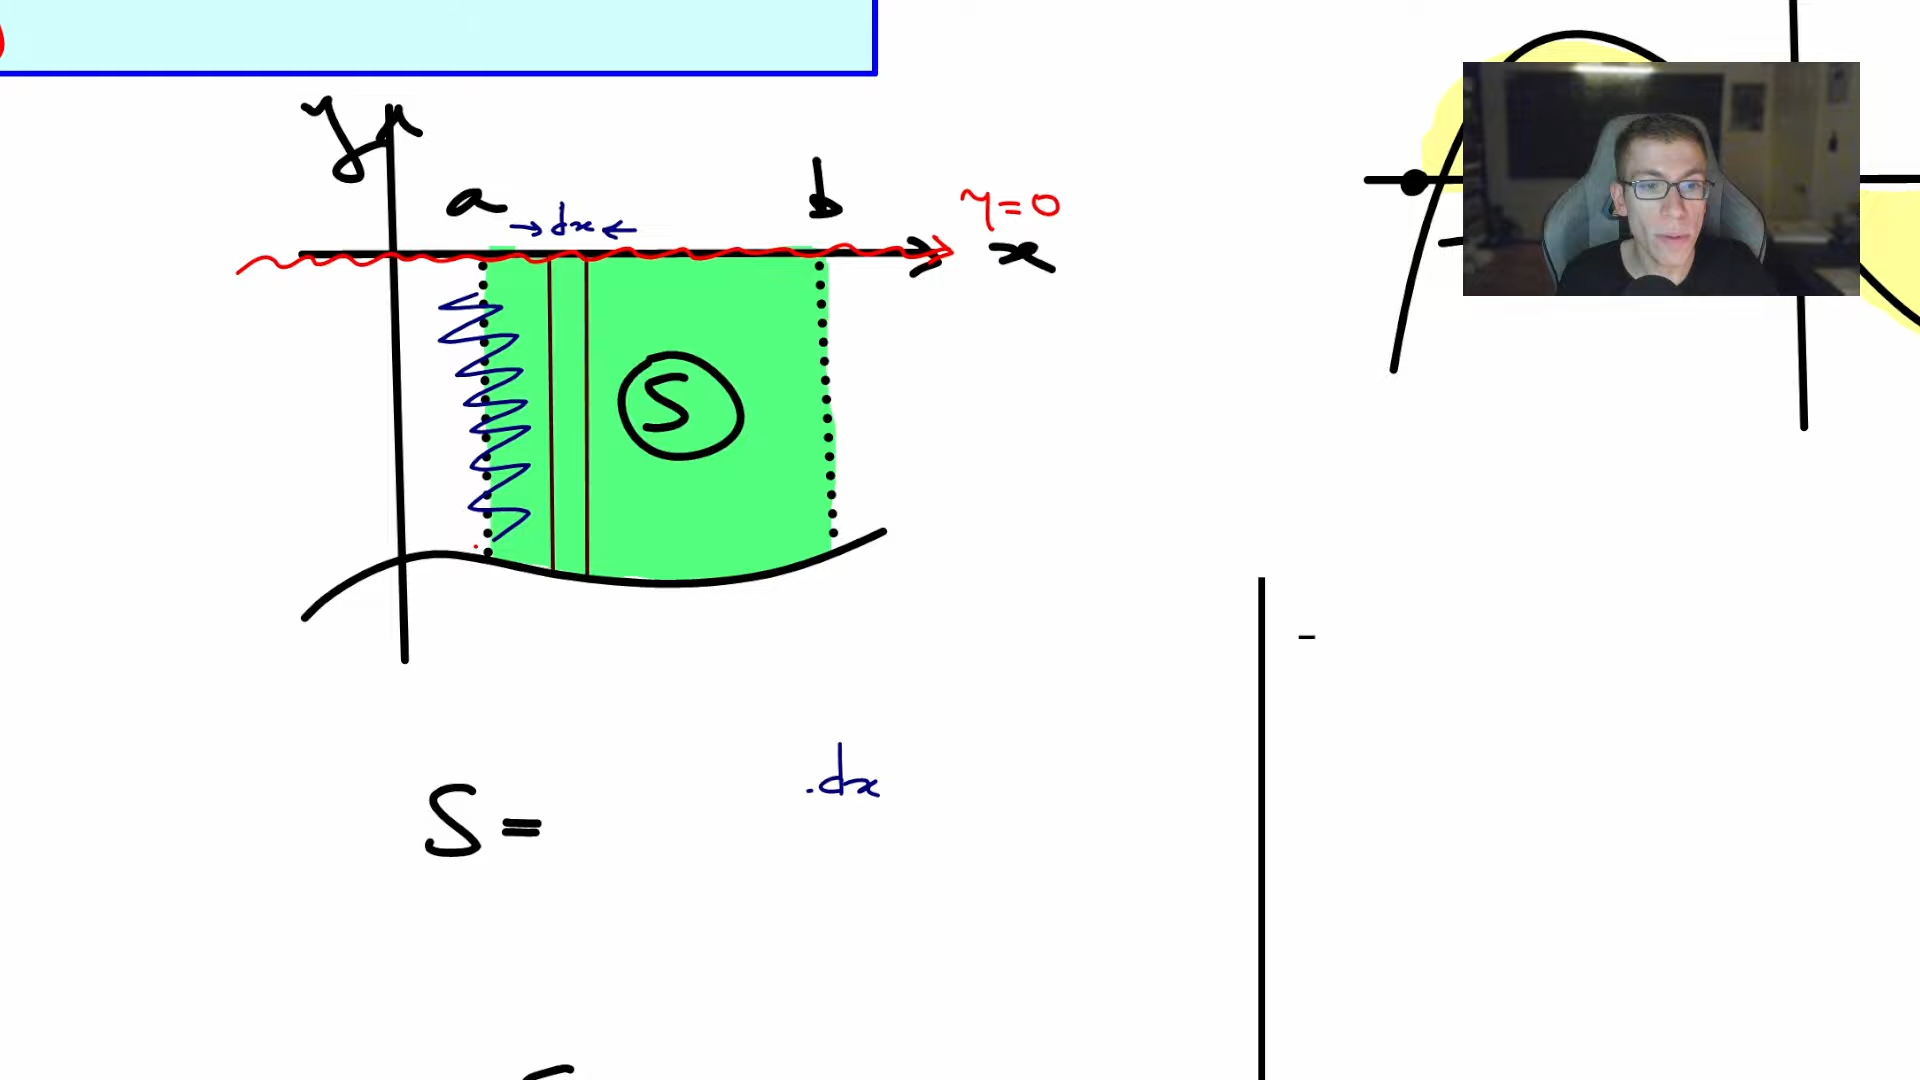 y
a b
dx
y=0
x
S
.dx
S =